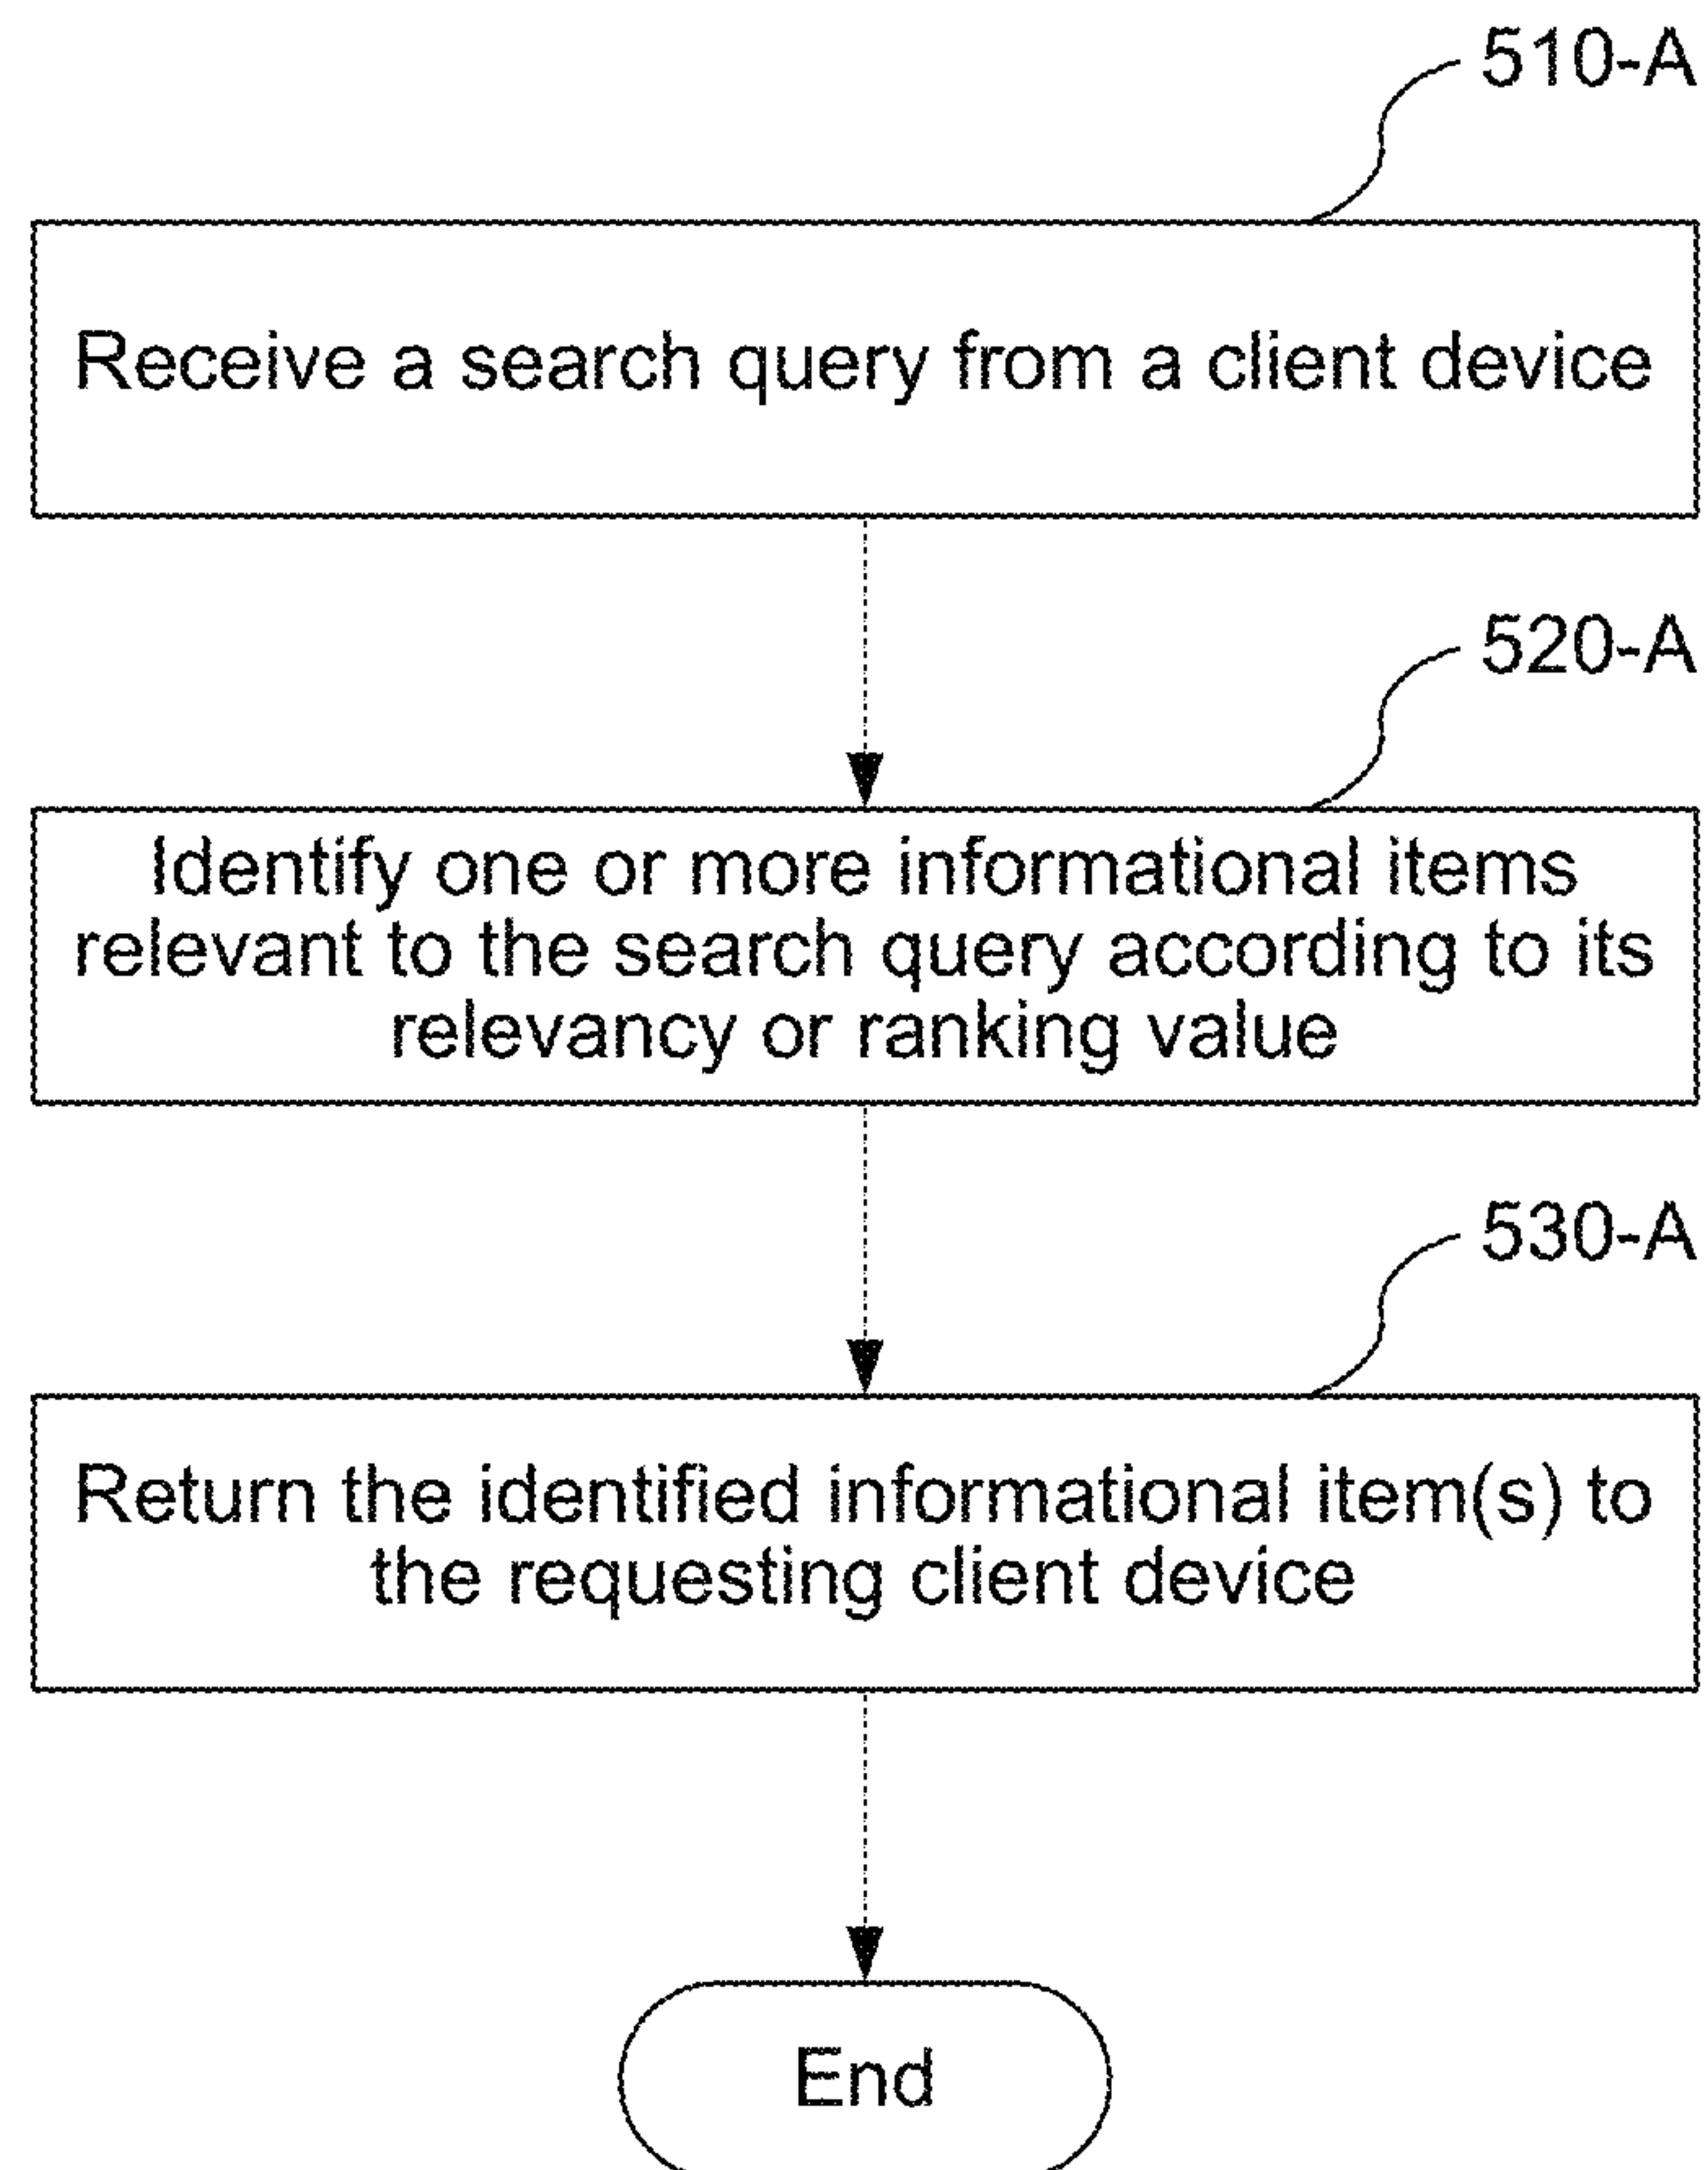 510-A
Receive a search query from a client device
520-A
Identify one or more informational items
relevant to the search query according to its
relevancy or ranking value
530-A
Return the identified informational item(s) to
the requesting client device
End